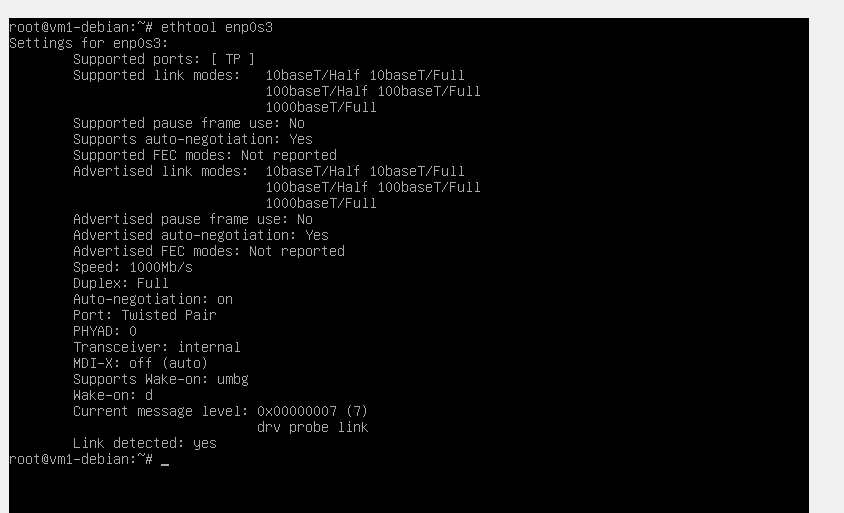 root@vm1-debian:~# ethtool enp0s3
Settings for enp0s3:
        Supported ports: [ TP ]
        Supported link modes:   10baseT/Half 10baseT/Full
                                100baseT/Half 100baseT/Full
                                1000baseT/Full
        Supported pause frame use: No
        Supports auto-negotiation: Yes
        Supported FEC modes: Not reported
        Advertised link modes:  10baseT/Half 10baseT/Full
                                100baseT/Half 100baseT/Full
                                1000baseT/Full
        Advertised pause frame use: No
        Advertised auto-negotiation: Yes
        Advertised FEC modes: Not reported
        Speed: 1000Mb/s
        Duplex: Full
        Auto-negotiation: on
        Port: Twisted Pair
        PHYAD: 0
        Transceiver: internal
        MDI-X: off (auto)
        Supports Wake-on: umbg
        Wake-on: d
        Current message level: 0x00000007 (7)
                               drv probe link
        Link detected: yes
root@vm1-debian:~# _